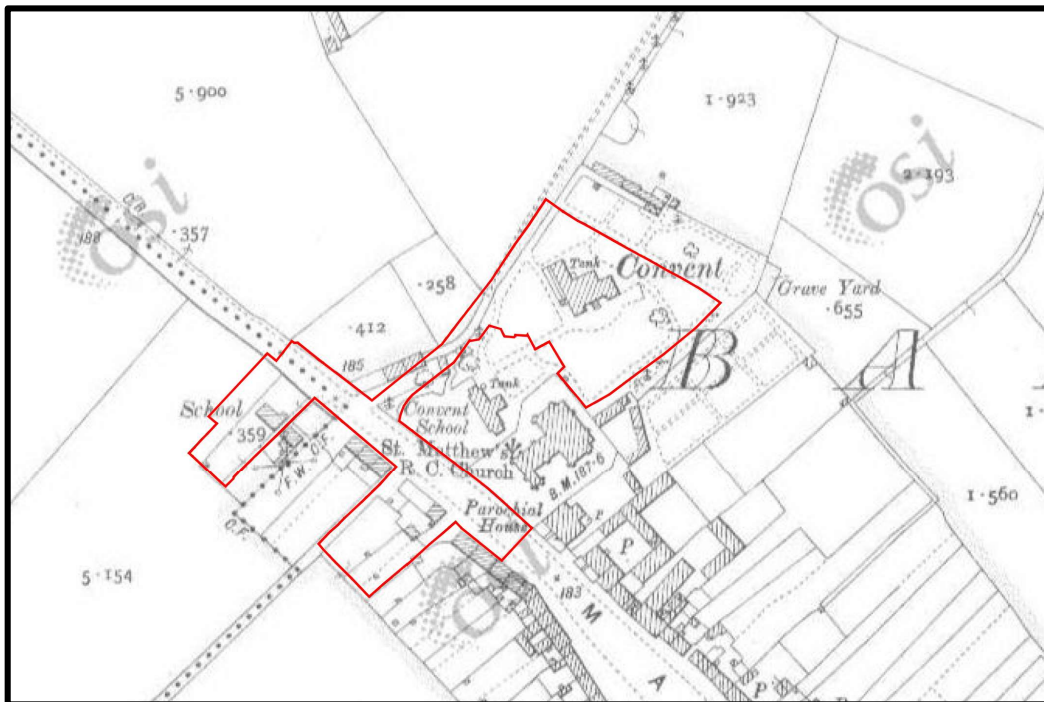 5·900
1·923
2·193
OSi
OSi
C.R.
188
·357
·258
·412
185
Tank
Convent
Grave Yard
·655
School
·359
Convent
School
Tank
St. Matthew's
R. C. Church
B.M.187·6
Parochial
House
F.W.
C.F.
C.F.
B
A
1·560
5·154
P
P
OSi
183
M
A
P